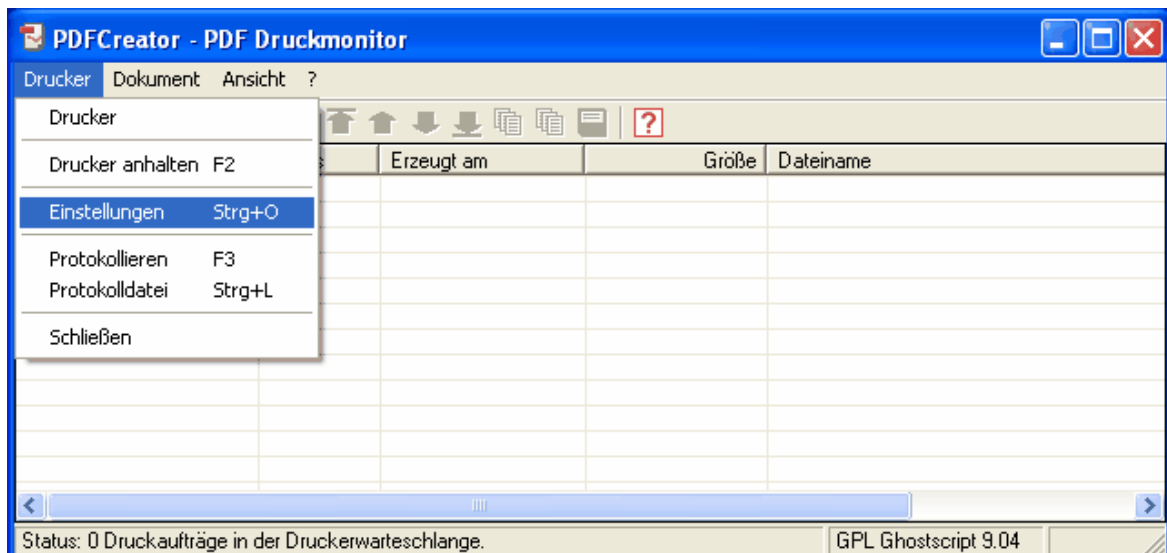 PDFCreator - PDF Druckmonitor
Drucker Dokument Ansicht ?
Drucker
Drucker anhalten F2
Einstellungen Strg+O
Protokollieren F3
Protokolldatei Strg+L
Schließen
Erzeugt am Größe Dateiname
Status: 0 Druckaufträge in der Druckerwarteschlange. GPL Ghostscript 9.04